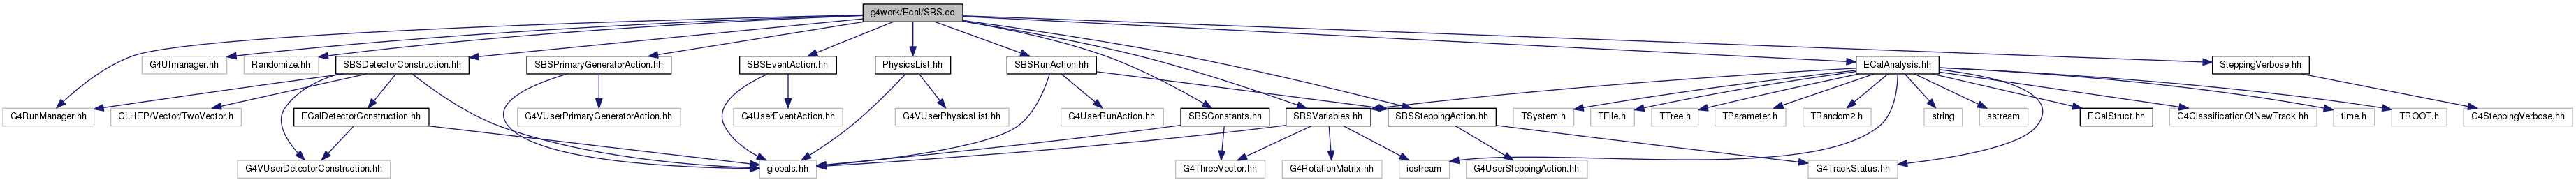 g4work/Ecal/SBS.cc
G4UImanager.hh
Randomize.hh
SBSDetectorConstruction.hh
SBSPrimaryGeneratorAction.hh
SBSEventAction.hh
PhysicsList.hh
SBSRunAction.hh
ECalAnalysis.hh
SteppingVerbose.hh
G4RunManager.hh
CLHEP/Vector/TwoVector.h
ECalDetectorConstruction.hh
G4VUserPrimaryGeneratorAction.hh
G4UserEventAction.hh
G4VUserPhysicsList.hh
G4UserRunAction.hh
SBSConstants.hh
SBSVariables.hh
SBSSteppingAction.hh
TSystem.h
TFile.h
TTree.h
TParameter.h
TRandom2.h
string
sstream
ECalStruct.hh
G4ClassificationOfNewTrack.hh
time.h
TROOT.h
G4SteppingVerbose.hh
G4VUserDetectorConstruction.hh
globals.hh
G4ThreeVector.hh
G4RotationMatrix.hh
iostream
G4UserSteppingAction.hh
G4TrackStatus.hh